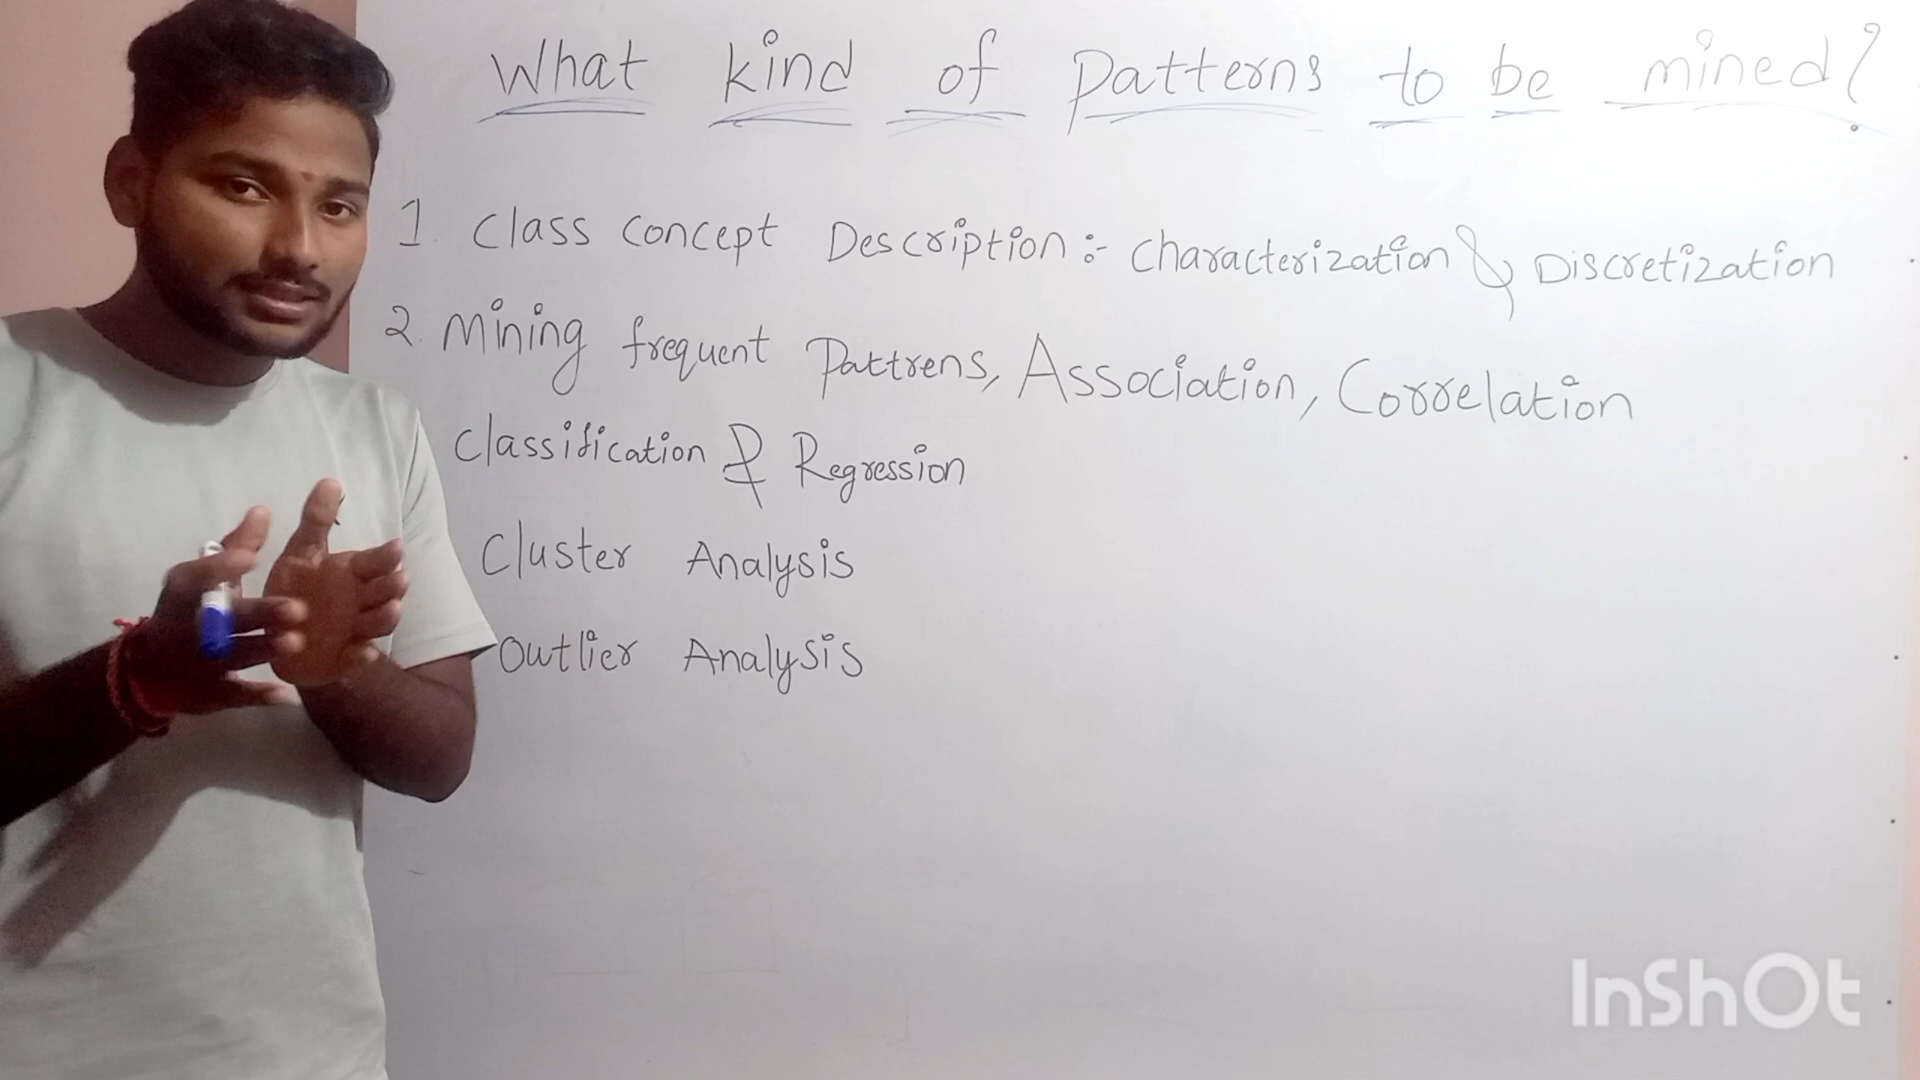 What kind of Patterns to be mined?
1. Class Concept Description :- Characterization & Discretization
2. Mining frequent Pattrens, Association, Correlation
Classification & Regression
Cluster Analysis
Outlier Analysis
InShOt